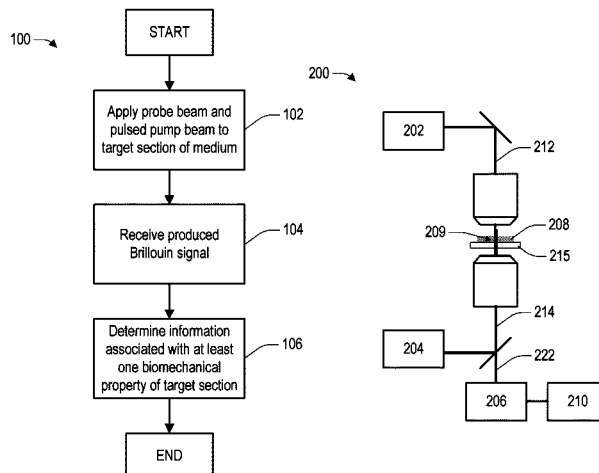 START
100
Apply probe beam and
pulsed pump beam to
target section of medium
102
Receive produced
Brillouin signal
104
Determine information
associated with at least
one biomechanical
property of target section
106
END
200
202
212
209
208
215
214
204
222
206
210